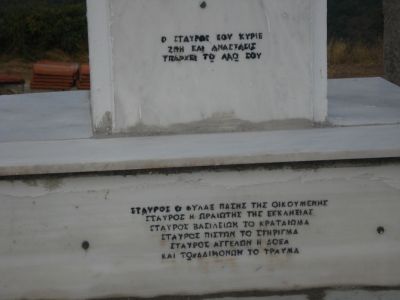 Ο ΣΤΑΥΡΟΣ ΣΟΥ ΚΥΡΙΕ
ΖΩΗ ΚΑΙ ΑΝΑΣΤΑΣΙΣ
ΥΠΑΡΧΕΙ ΤΩ ΛΑΩ ΣΟΥ
ΣΤΑΥΡΟΣ Ο ΦΥΛΑΞ ΠΑΣΗΣ ΤΗΣ ΟΙΚΟΥΜΕΝΗΣ
ΣΤΑΥΡΟΣ Η ΩΡΑΙΟΤΗΣ ΤΗΣ ΕΚΚΛΗΣΙΑΣ
ΣΤΑΥΡΟΣ ΒΑΣΙΛΕΩΝ ΤΟ ΚΡΑΤΑΙΩΜΑ
ΣΤΑΥΡΟΣ ΠΙΣΤΩΝ ΤΟ ΣΤΗΡΙΓΜΑ
ΣΤΑΥΡΟΣ ΑΓΓΕΛΩΝ Η ΔΟΞΑ
ΚΑΙ ΤΩΝ ΔΑΙΜΟΝΩΝ ΤΟ ΤΡΑΥΜΑ